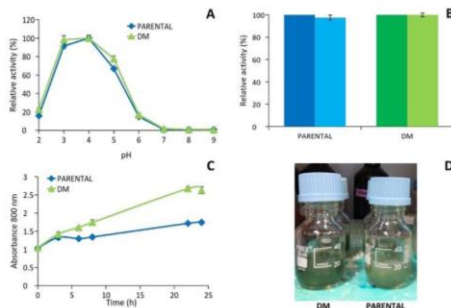 A
PARENTAL
DM
Relative activity (%)
120
100
80
60
40
20
0
2 3 4 5 6 7 8 9
pH
B
Relative activity (%)
100
80
60
40
20
0
PARENTAL DM
C
PARENTAL
DM
Absorbance 800 nm
3
2.5
2
1.5
1
0.5
0
0 5 10 15 20 25
Time (h)
D
DM PARENTAL